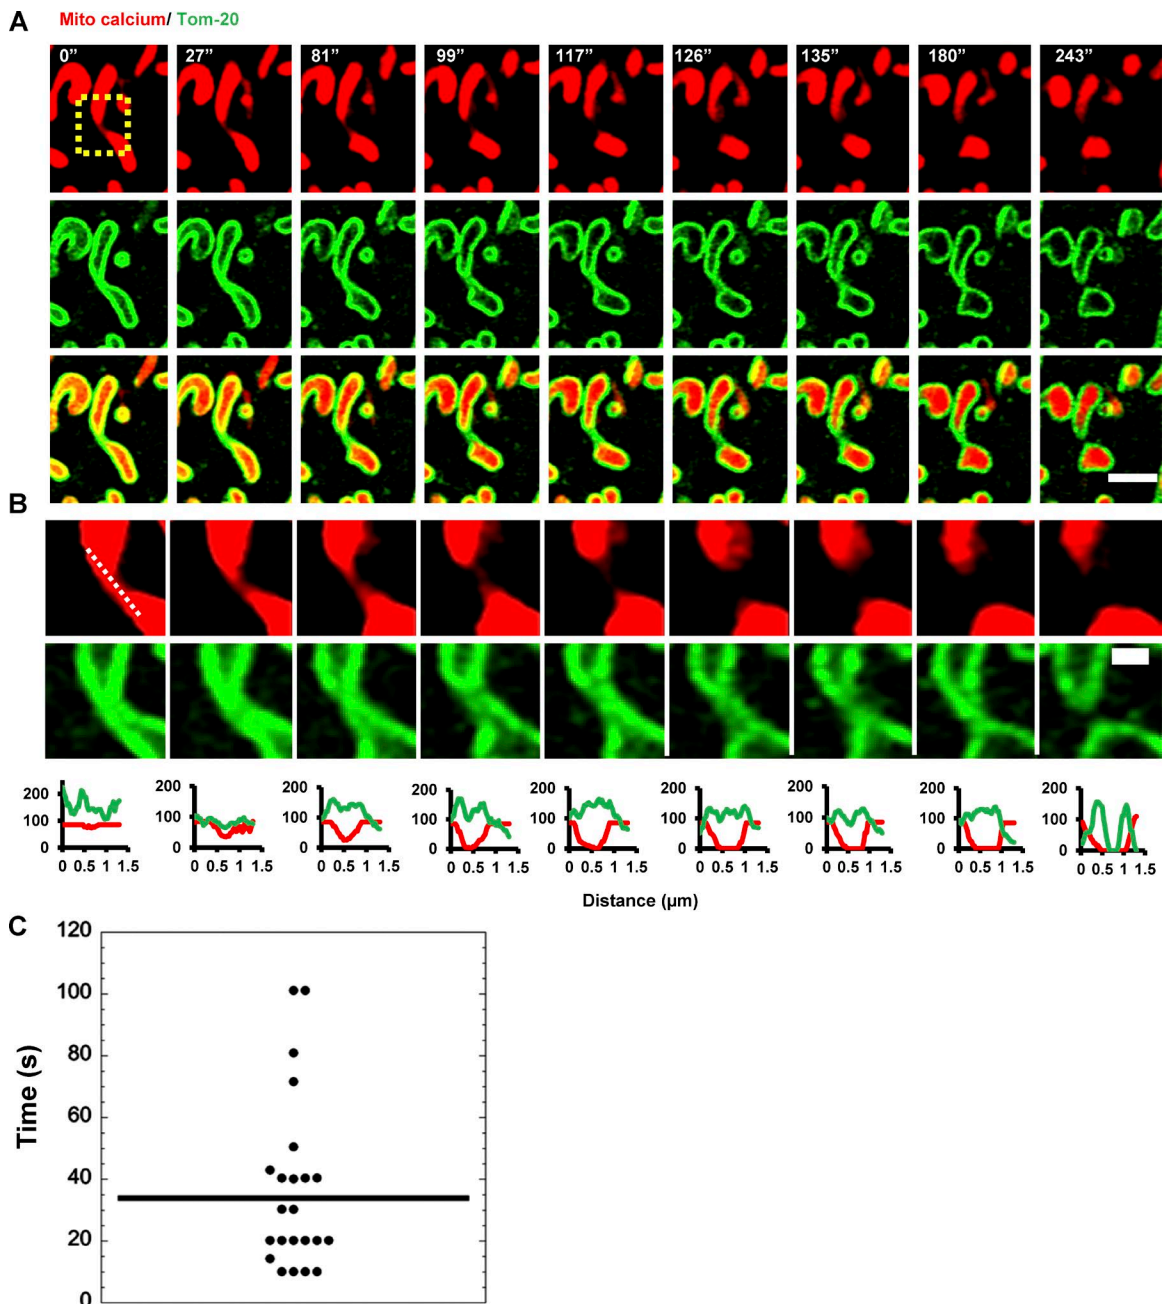 Mito calcium/ Tom-20
A
0” 27” 81” 99” 117” 126” 135” 180” 243”
B
200 200 200 200 200 200 200 200 200
100 100 100 100 100 100 100 100 100
0 0 0 0 0 0 0 0 0
0 0.5 1 1.5 0 0.5 1 1.5 0 0.5 1 1.5 0 0.5 1 1.5 0 0.5 1 1.5 0 0.5 1 1.5 0 0.5 1 1.5 0 0.5 1 1.5 0 0.5 1 1.5
Distance (µm)
C
Time (s)
120
100
80
60
40
20
0